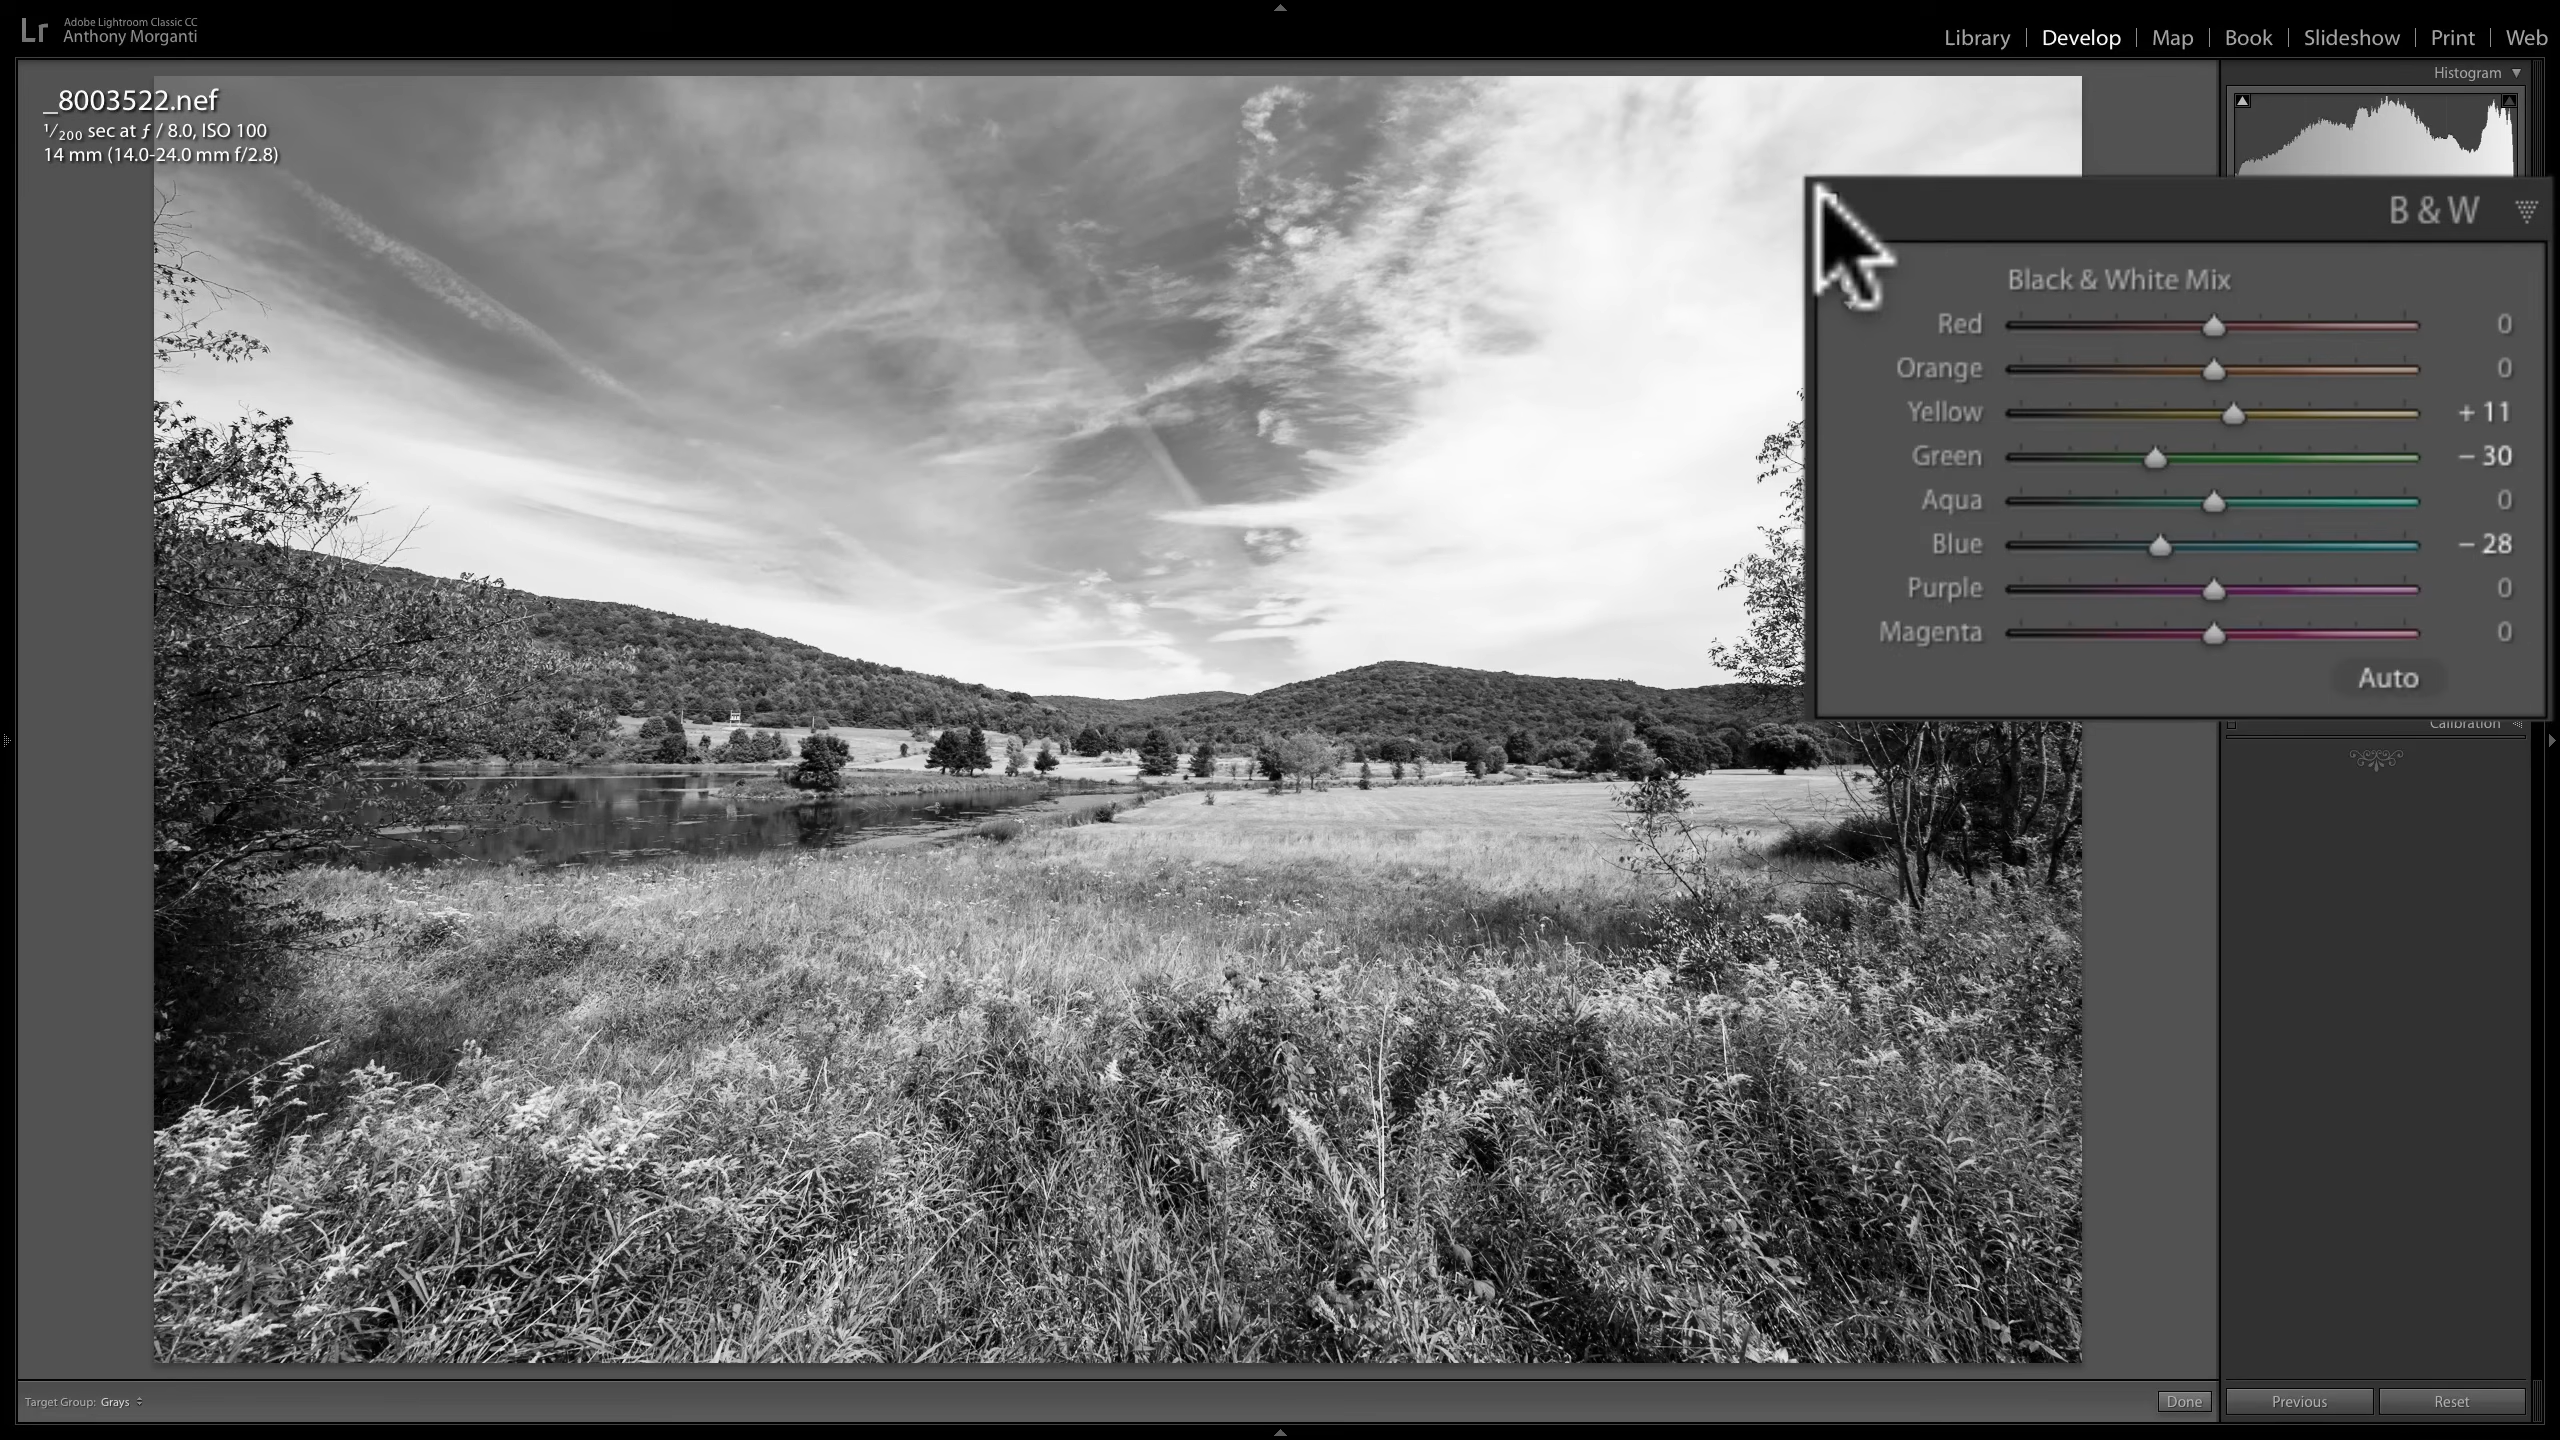 Lr Adobe Lightroom Classic CC
Anthony Morganti
Library | Develop | Map | Book | Slideshow | Print | Web
Histogram
_8003522.nef
1/200 sec at ƒ / 8.0, ISO 100
14 mm (14.0-24.0 mm f/2.8)
B & W
Black & White Mix
Red 0
Orange 0
Yellow + 11
Green − 30
Aqua 0
Blue − 28
Purple 0
Magenta 0
Auto
Calibration
Target Group: Grays
Done
Previous
Reset